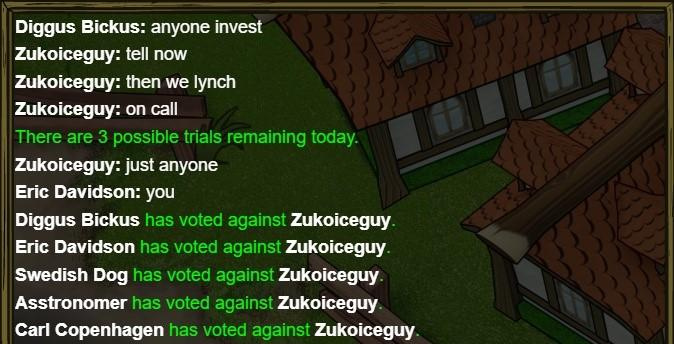 Diggus Bickus: anyone invest
Zukoiceguy: tell now
Zukoiceguy: then we lynch
Zukoiceguy: on call
There are 3 possible trials remaining today.
Zukoiceguy: just anyone
Eric Davidson: you
Diggus Bickus has voted against Zukoiceguy.
Eric Davidson has voted against Zukoiceguy.
Swedish Dog has voted against Zukoiceguy.
Asstronomer has voted against Zukoiceguy.
Carl Copenhagen has voted against Zukoiceguy.